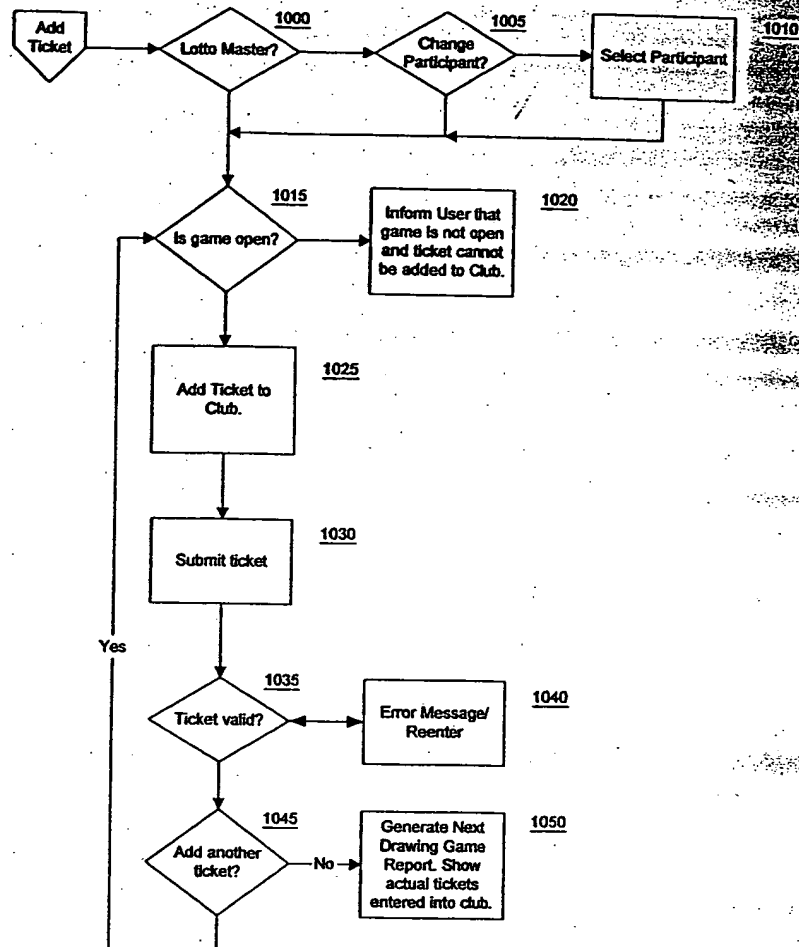 Add
Ticket
1000
Lotto Master?
1005
Change
Participant?
1010
Select Participant
1015
Is game open?
1020
Inform User that
game is not open
and ticket cannot
be added to Club.
1025
Add Ticket to
Club.
1030
Submit ticket
Yes
1035
Ticket valid?
1040
Error Message/
Reenter
1045
Add another
ticket?
No
1050
Generate Next
Drawing Game
Report. Show
actual tickets
entered into club.